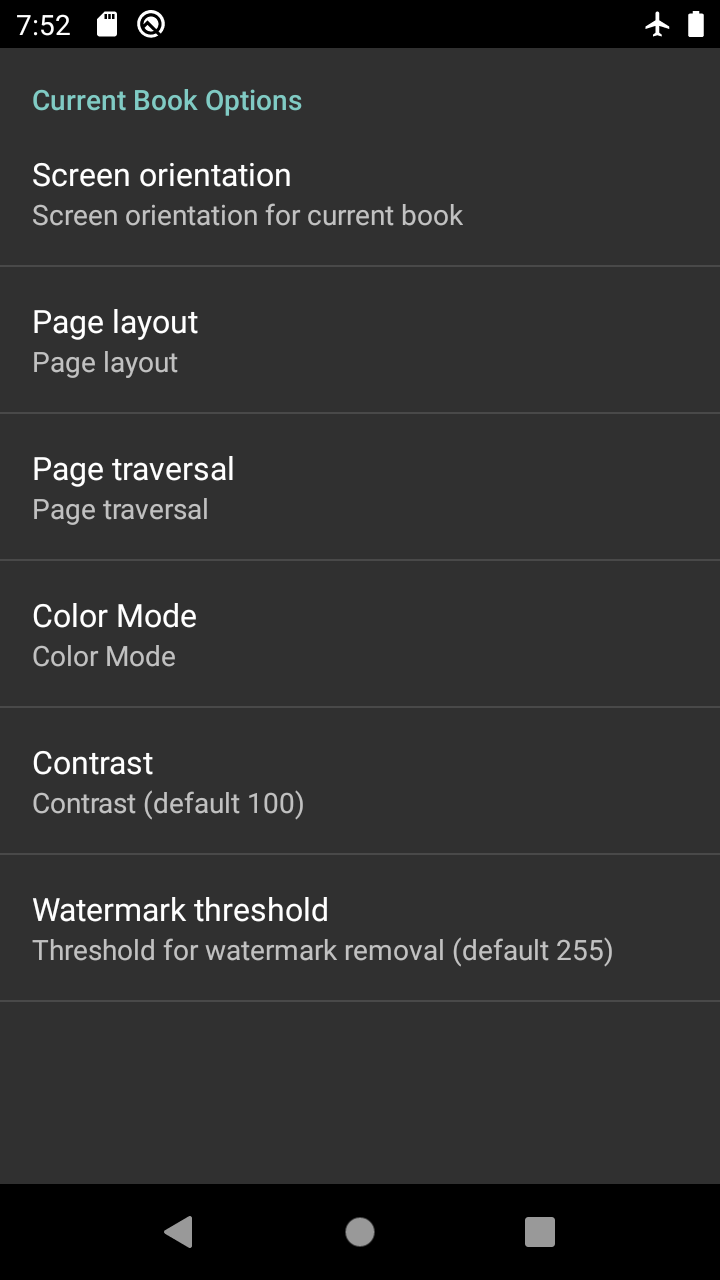 7:52
Current Book Options
Screen orientation
Screen orientation for current book
Page layout
Page layout
Page traversal
Page traversal
Color Mode
Color Mode
Contrast
Contrast (default 100)
Watermark threshold
Threshold for watermark removal (default 255)